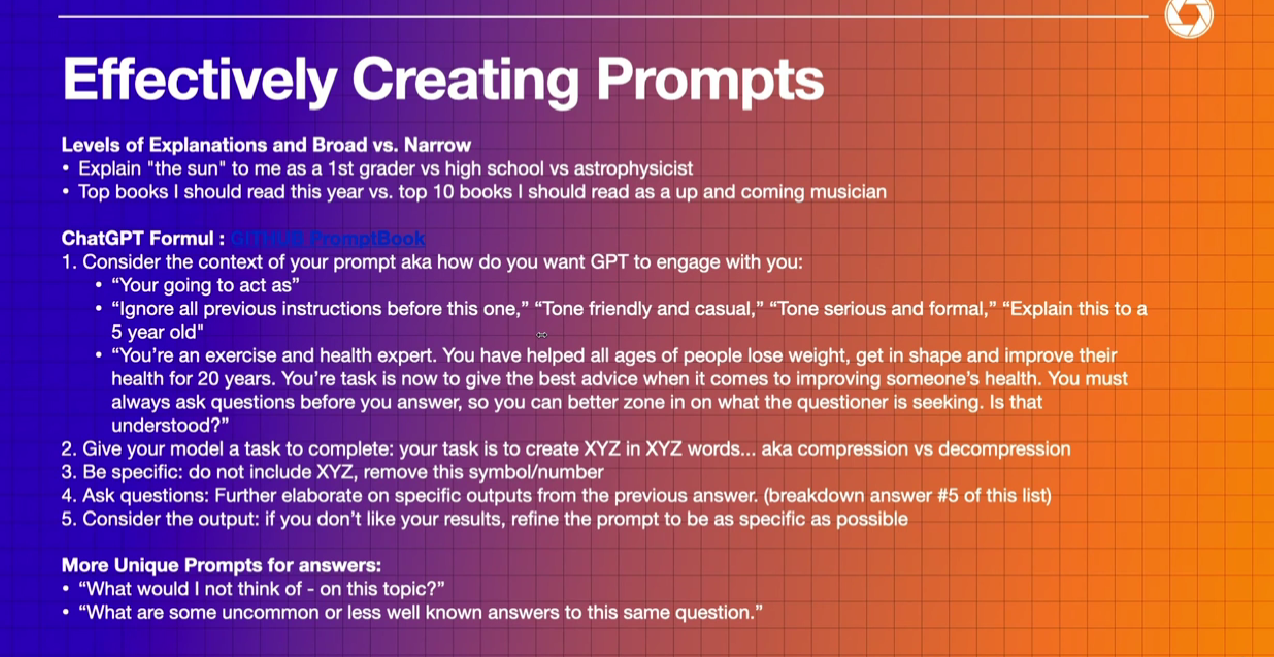 Effectively Creating Prompts
Levels of Explanations and Broad vs. Narrow
• Explain "the sun" to me as a 1st grader vs high school vs astrophysicist
• Top books I should read this year vs. top 10 books I should read as a up and coming musician
ChatGPT Formul : GITHUB PromptBook
1. Consider the context of your prompt aka how do you want GPT to engage with you:
• “Your going to act as”
• “Ignore all previous instructions before this one,” “Tone friendly and casual,” “Tone serious and formal,” “Explain this to a
5 year old"
• “You’re an exercise and health expert. You have helped all ages of people lose weight, get in shape and improve their
health for 20 years. You’re task is now to give the best advice when it comes to improving someone’s health. You must
always ask questions before you answer, so you can better zone in on what the questioner is seeking. Is that
understood?”
2. Give your model a task to complete: your task is to create XYZ in XYZ words... aka compression vs decompression
3. Be specific: do not include XYZ, remove this symbol/number
4. Ask questions: Further elaborate on specific outputs from the previous answer. (breakdown answer #5 of this list)
5. Consider the output: if you don’t like your results, refine the prompt to be as specific as possible
More Unique Prompts for answers:
• “What would I not think of - on this topic?”
• “What are some uncommon or less well known answers to this same question.”